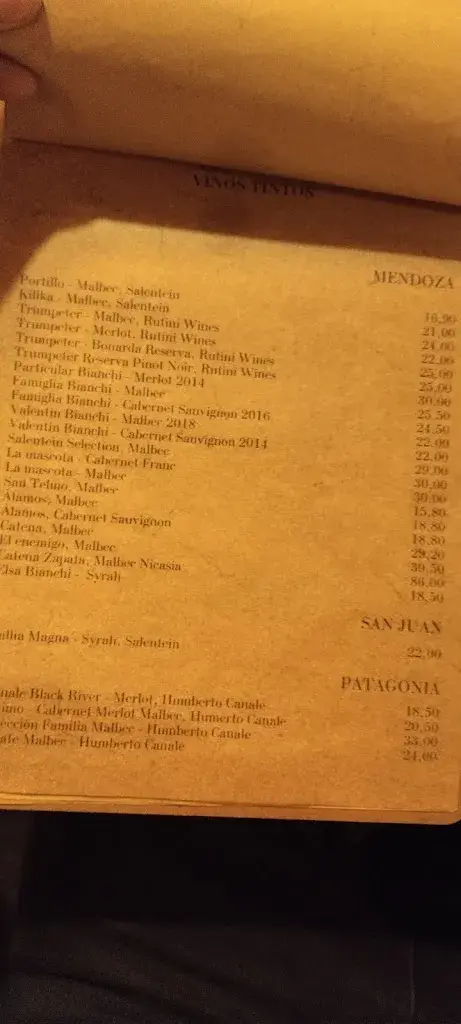 VINOS TINTOS
MENDOZA
Portillo - Malbec, Salentein 16,90
Kilika - Malbec, Salentein 21,00
Trumpeter - Malbec, Rutini Wines 24,00
Trumpeter - Merlot, Rutini Wines 22,00
Trumpeter - Bonarda Reserva, Rutini Wines 25,00
Trumpeter Reserva Pinot Noir, Rutini Wines 25,00
Particular Bianchi - Merlot 2014 30,00
Famiglia Bianchi - Malbec 25,50
Famiglia Bianchi - Cabernet Sauvignon 2016 24,50
Valentin Bianchi - Malbec 2018 22,00
Valentin Bianchi - Cabernet Sauvignon 2014 22,00
Salentein Selection, Malbec 29,00
La mascota - Cabernet Franc 30,00
La mascota - Malbec 30,00
San Telmo, Malbec 15,80
Alamos, Malbec 18,80
Alamos, Cabernet Sauvignon 18,80
Catena, Malbec 29,20
El enemigo, Malbec 39,50
Catena Zapata, Malbec Nicasia 86,00
Elsa Bianchi - Syrah 18,50
SAN JUAN
Magna - Syrah, Salentein 22,00
PATAGONIA
Black River - Merlot, Humberto Canale 18,50
- Cabernet Merlot Malbec, Humerto Canale 20,50
Familia Malbec - Humberto Canale 33,00
Malbec - Humberto Canale 24,00